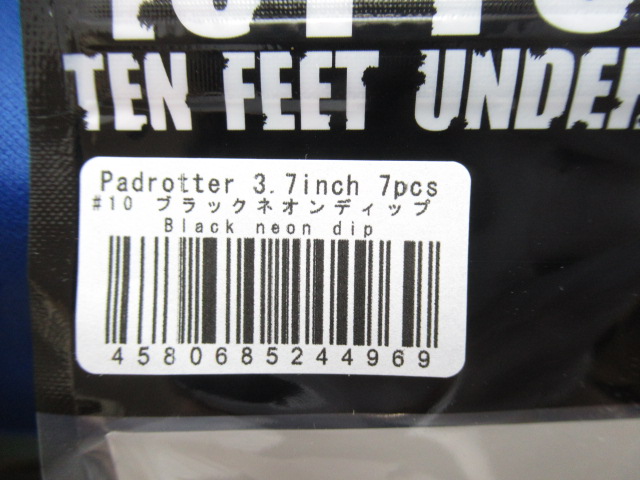 TEN FEET UNDER
Padrotter 3.7inch 7pcs
#10 ブラックネオンディップ
Black neon dip
4580685244969